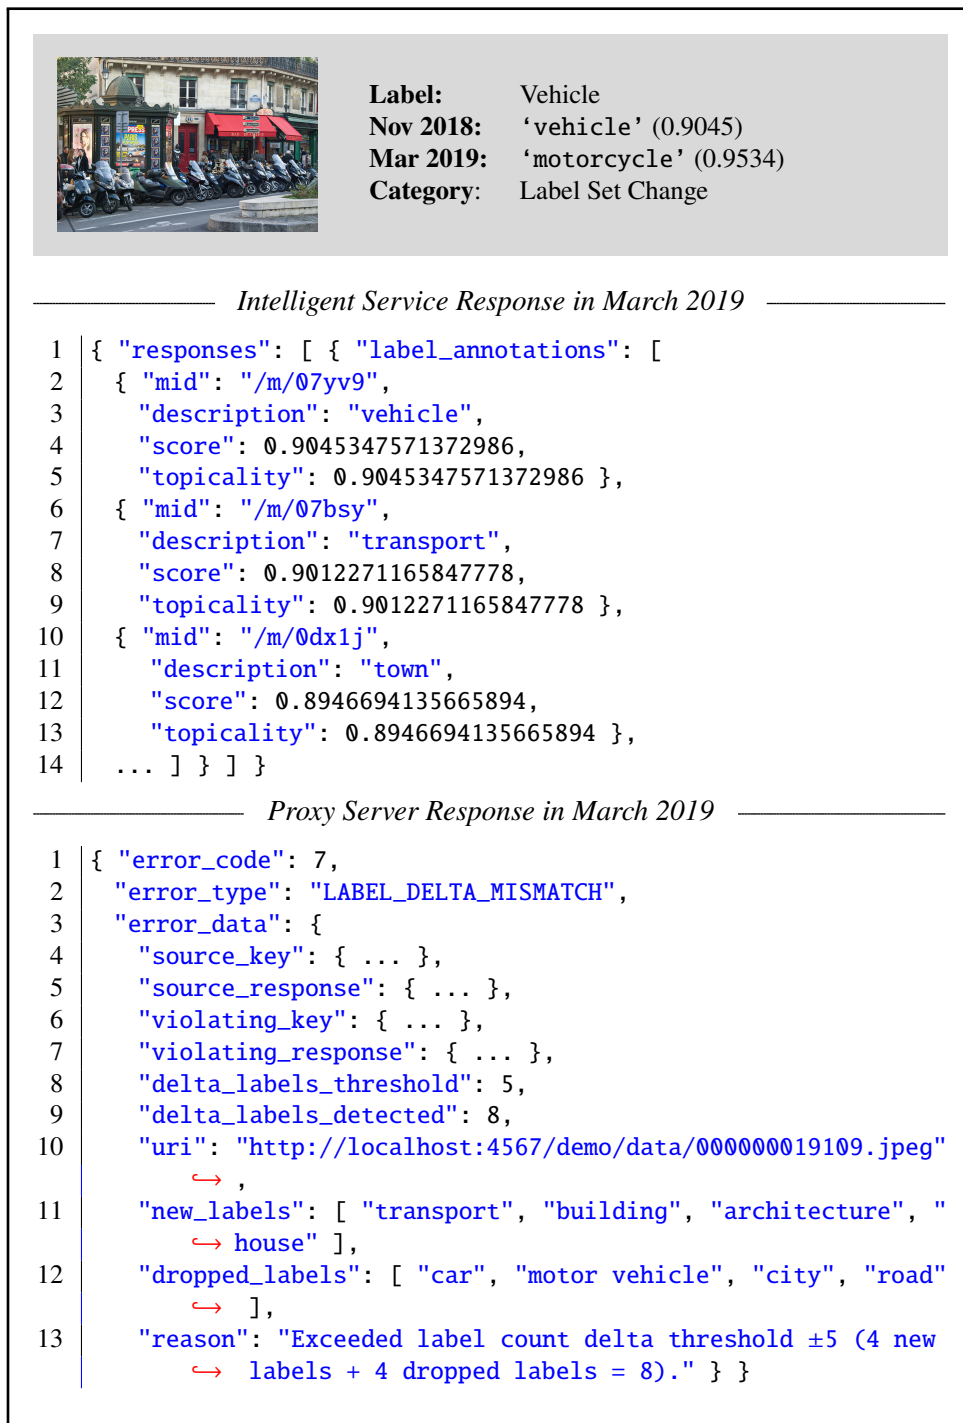 PRESS
Label: Vehicle
Nov 2018: ‘vehicle’ (0.9045)
Mar 2019: ‘motorcycle’ (0.9534)
Category: Label Set Change
Intelligent Service Response in March 2019
1 { "responses": [ { "label_annotations": [
2 { "mid": "/m/07yv9",
3 "description": "vehicle",
4 "score": 0.9045347571372986,
5 "topicality": 0.9045347571372986 },
6 { "mid": "/m/07bsy",
7 "description": "transport",
8 "score": 0.9012271165847778,
9 "topicality": 0.9012271165847778 },
10 { "mid": "/m/0dx1j",
11 "description": "town",
12 "score": 0.8946694135665894,
13 "topicality": 0.8946694135665894 },
14 ... ] } ] }
Proxy Server Response in March 2019
1 { "error_code": 7,
2 "error_type": "LABEL_DELTA_MISMATCH",
3 "error_data": {
4 "source_key": { ... },
5 "source_response": { ... },
6 "violating_key": { ... },
7 "violating_response": { ... },
8 "delta_labels_threshold": 5,
9 "delta_labels_detected": 8,
10 "uri": "http://localhost:4567/demo/data/000000019109.jpeg"
↪ ,
11 "new_labels": [ "transport", "building", "architecture", "
↪ house" ],
12 "dropped_labels": [ "car", "motor vehicle", "city", "road"
↪ ],
13 "reason": "Exceeded label count delta threshold ±5 (4 new
↪ labels + 4 dropped labels = 8)." } }